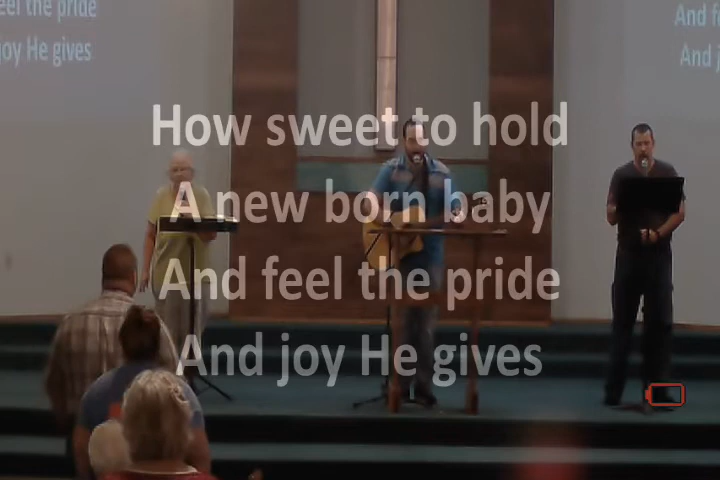 eel the pride
joy He gives
And f
And j
How sweet to hold
A new born baby
And feel the pride
And joy He gives